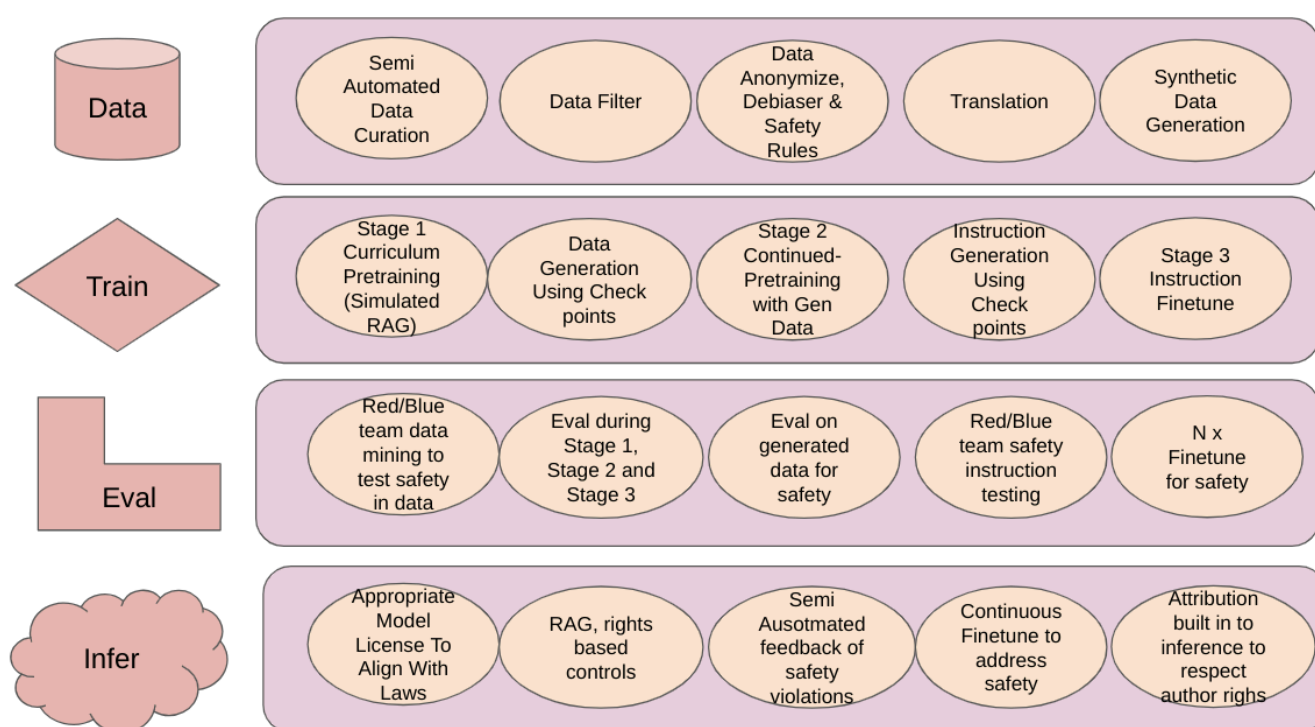 Data
Semi
Automated
Data
Curation
Data Filter
Data
Anonymize,
Debiaser &
Safety
Rules
Translation
Synthetic
Data
Generation
Train
Stage 1
Curriculum
Pretraining
(Simulated
RAG)
Data
Generation
Using Check
points
Stage 2
Continued-
Pretraining
with Gen
Data
Instruction
Generation
Using
Check
points
Stage 3
Instruction
Finetune
Eval
Red/Blue
team data
mining to
test safety
in data
Eval during
Stage 1,
Stage 2 and
Stage 3
Eval on
generated
data for
safety
Red/Blue
team safety
instruction
testing
N x
Finetune
for safety
Infer
Appropriate
Model
License To
Align With
Laws
RAG, rights
based
controls
Semi
Ausotmated
feedback of
safety
violations
Continuous
Finetune to
address
safety
Attribution
built in to
inference to
respect
author righs